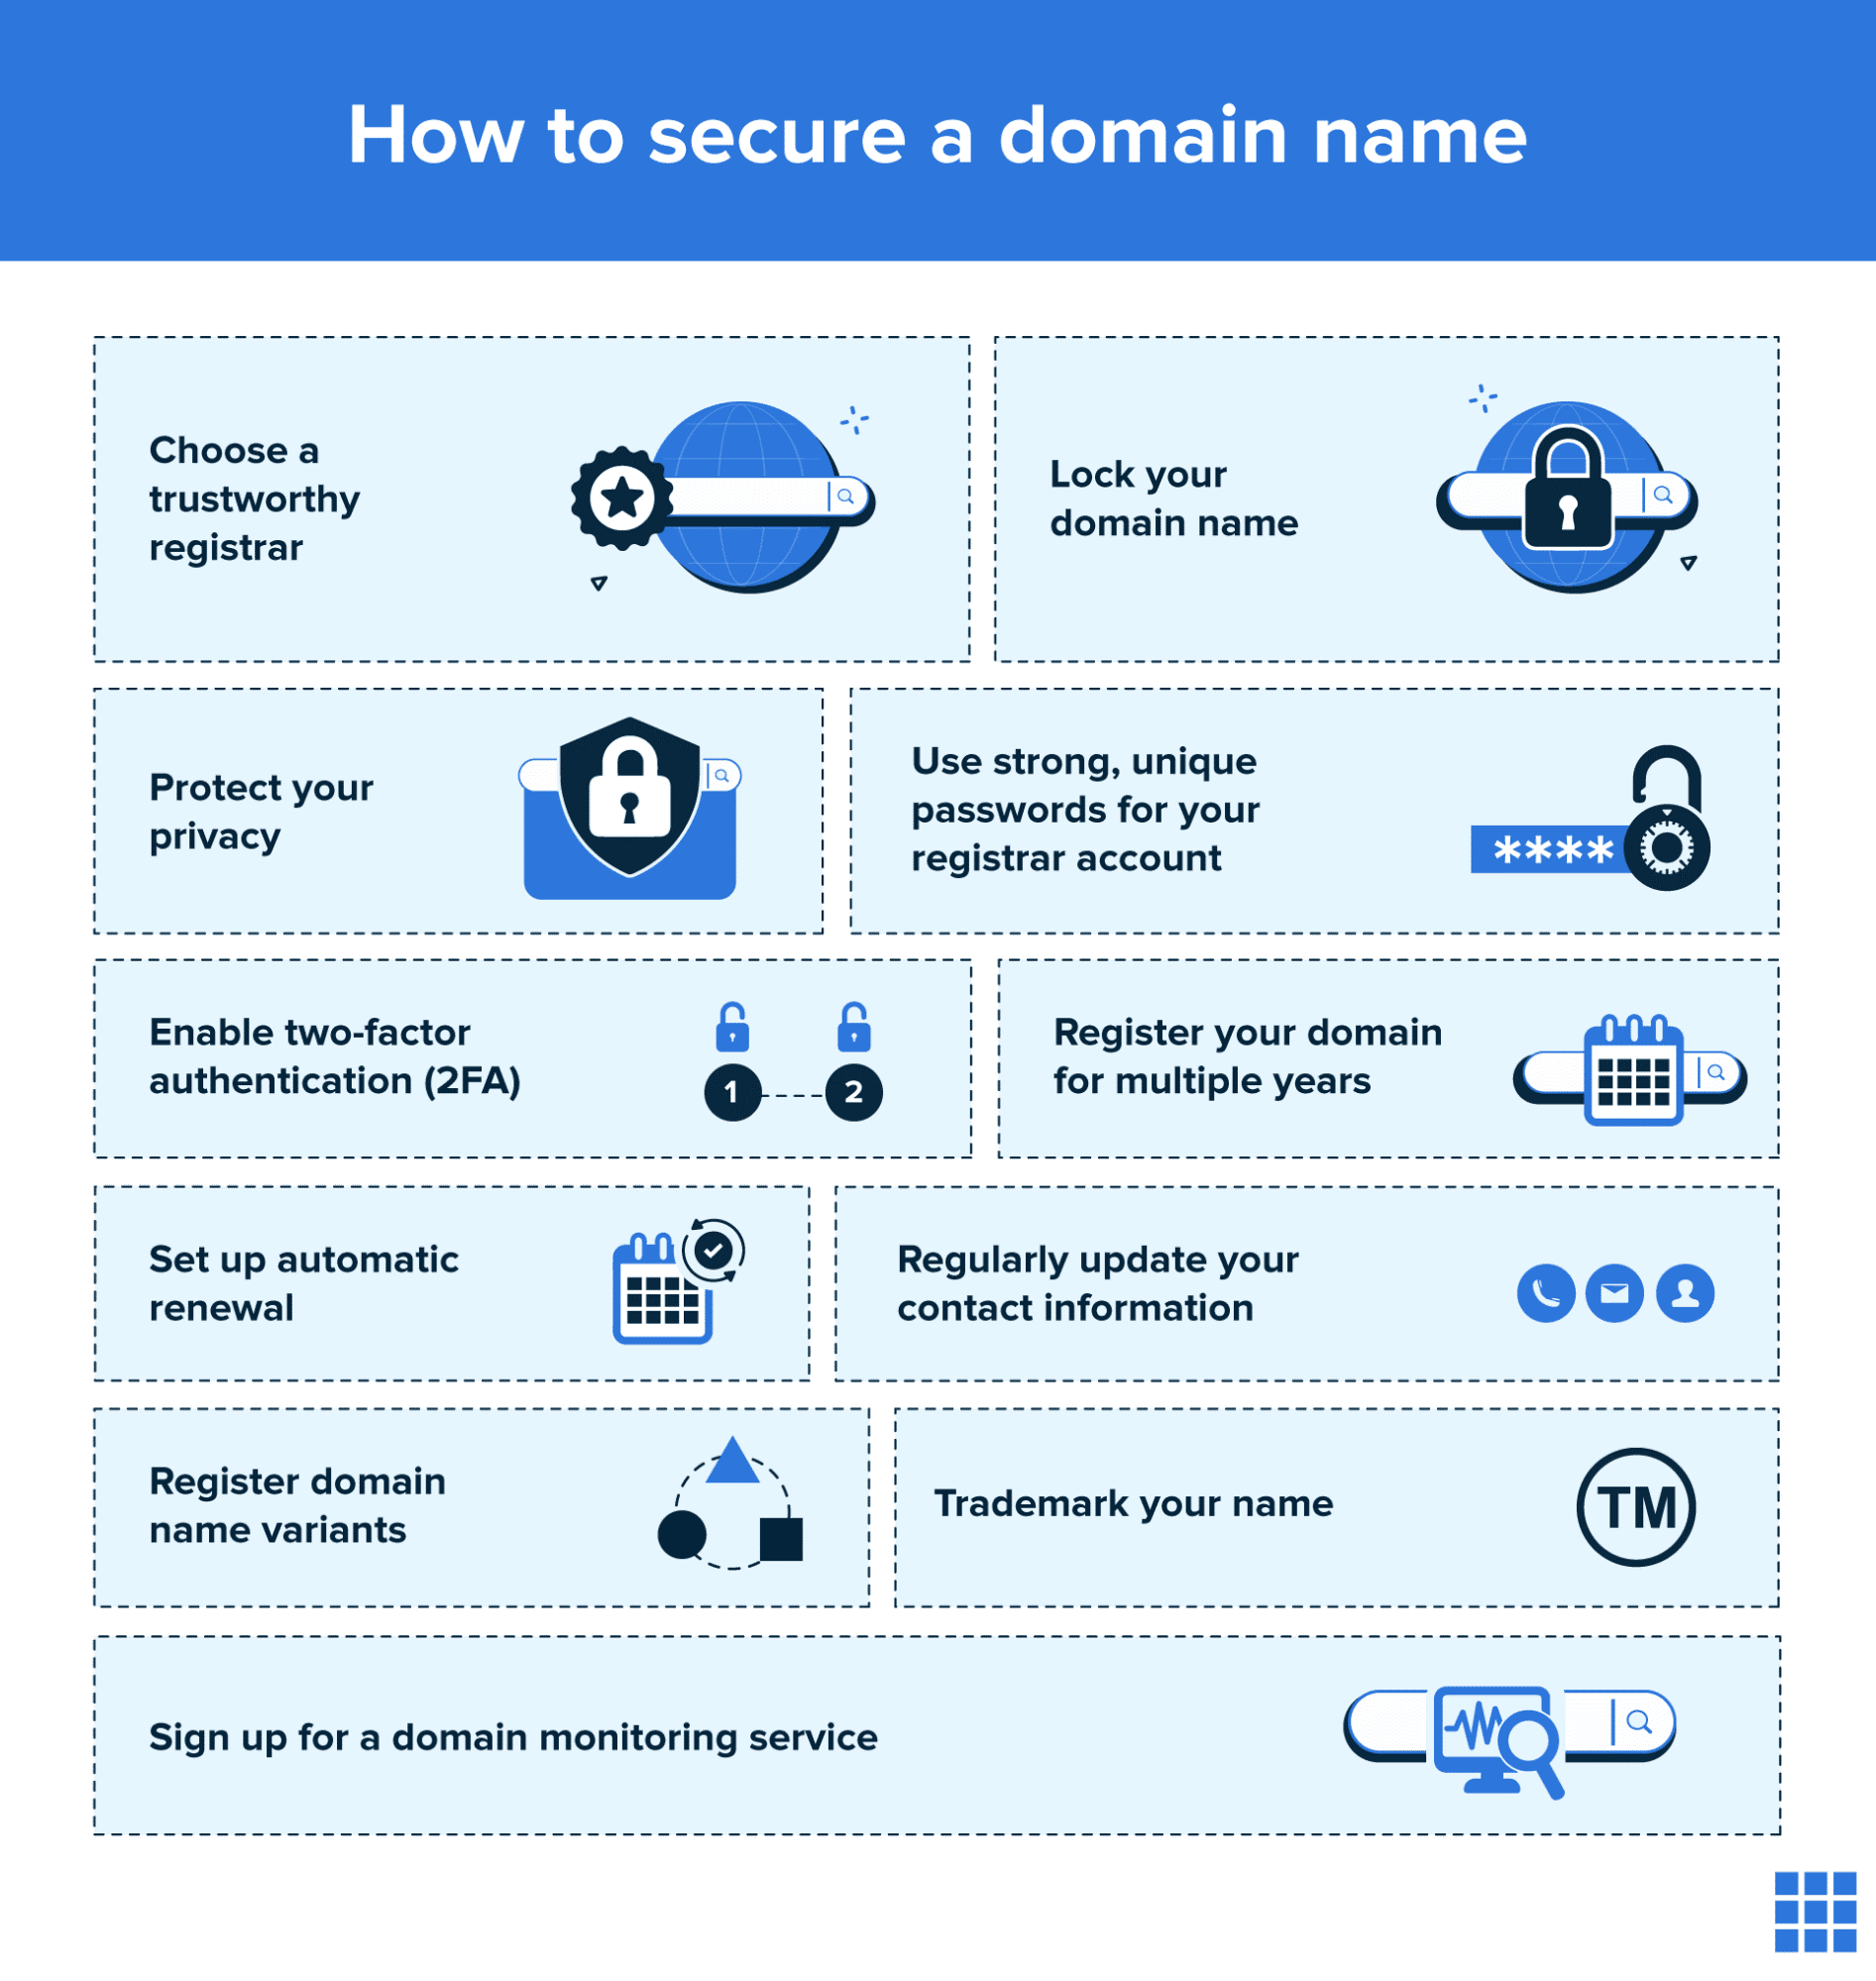 How to secure a domain name
Choose a
trustworthy
registrar
Lock your
domain name
Protect your
privacy
Use strong, unique
passwords for your
registrar account
****
Enable two-factor
authentication (2FA)
1
2
Register your domain
for multiple years
Set up automatic
renewal
Regularly update your
contact information
Register domain
name variants
Trademark your name
TM
Sign up for a domain monitoring service